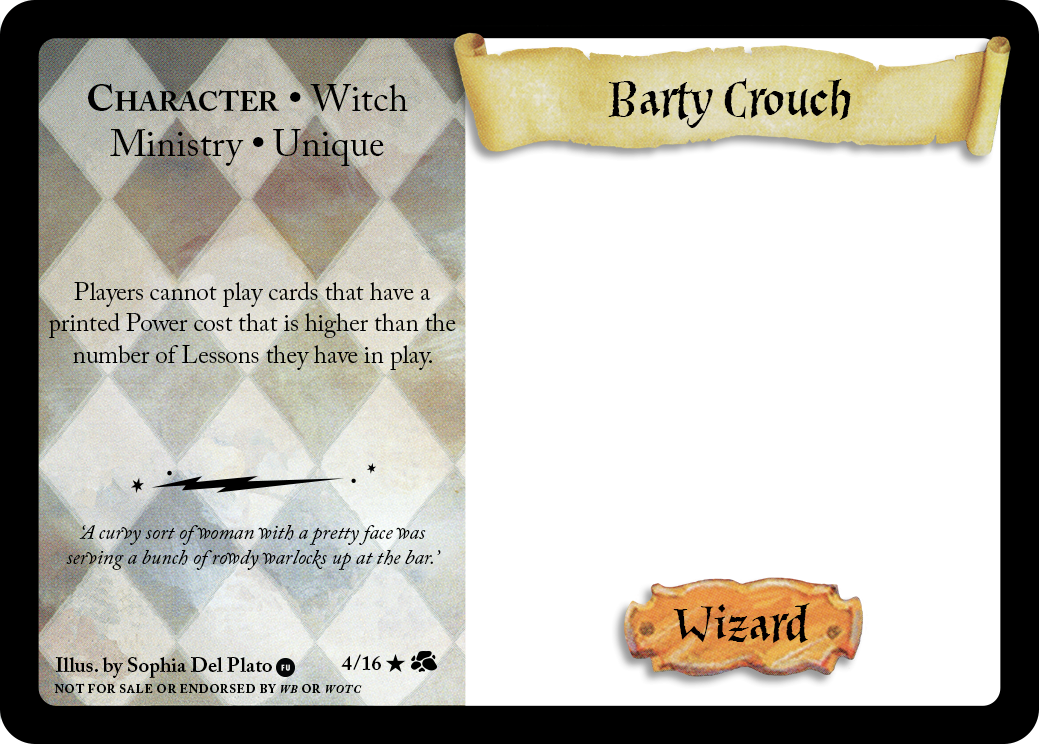 CHARACTER • Witch
Ministry • Unique
Barty Crouch
Players cannot play cards that have a
printed Power cost that is higher than the
number of Lessons they have in play.
‘A curvy sort of woman with a pretty face was
serving a bunch of rowdy warlocks up at the bar.’
Wizard
Illus. by Sophia Del Plato FU
4/16 ★
NOT FOR SALE OR ENDORSED BY WB OR WOTC